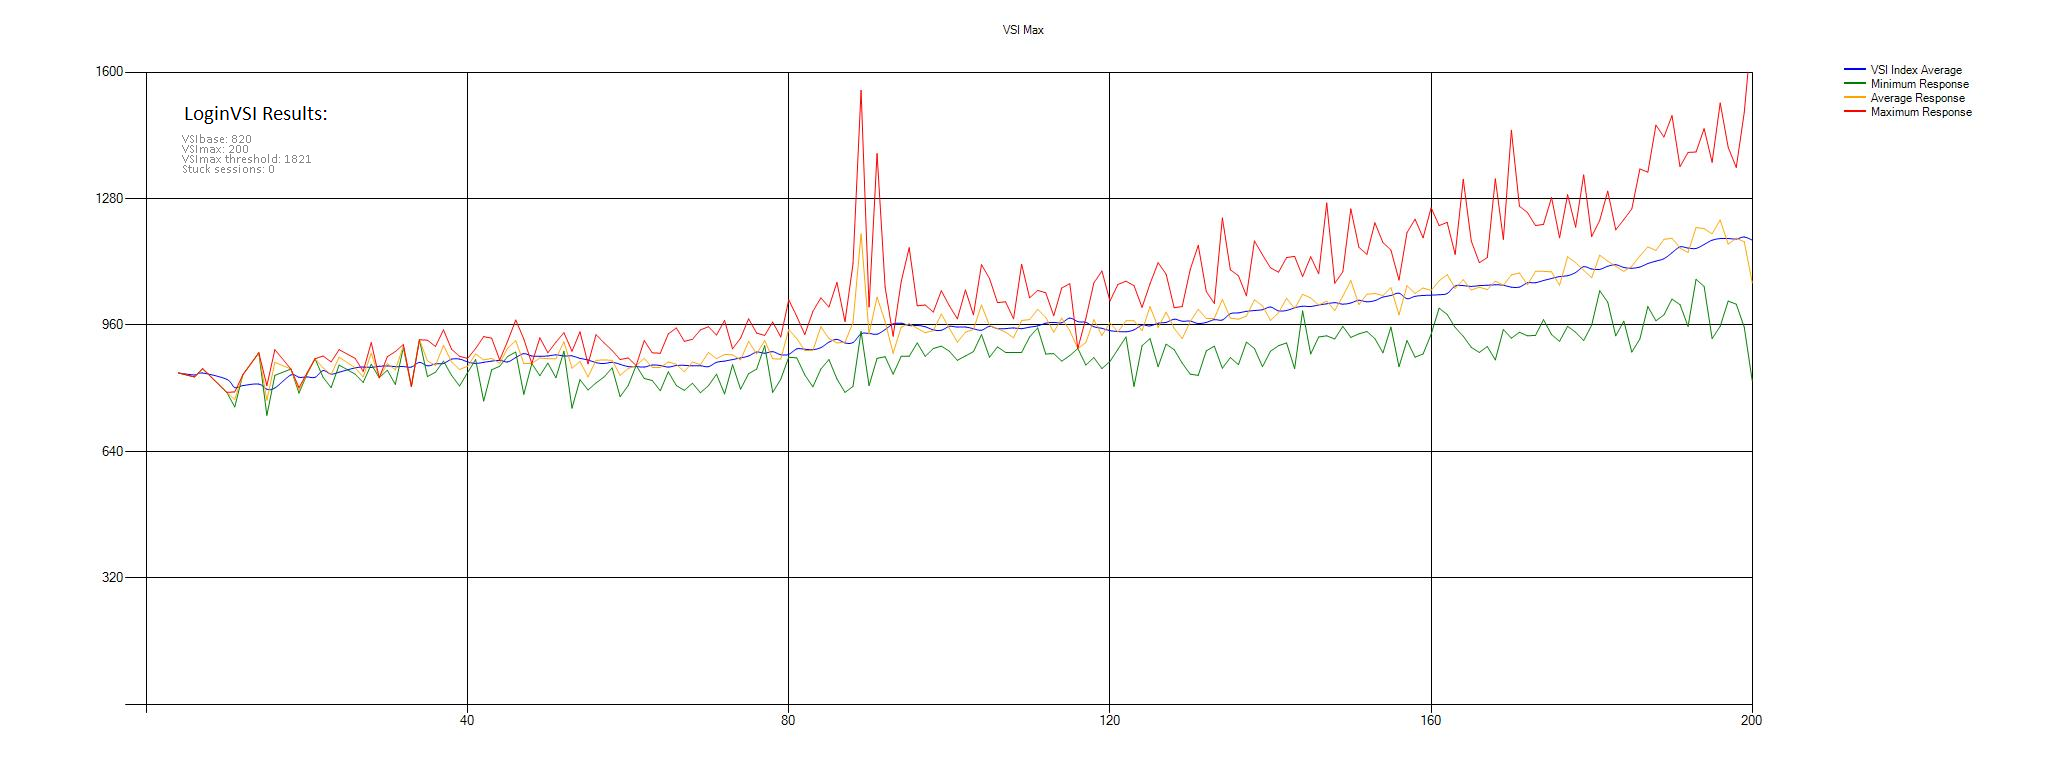 VSI Max
1600
1280
960
640
320
40
80
120
160
200
LoginVSI Results:
VSIbase: 820
VSImax: 200
VSImax threshold: 1821
Stuck sessions: 0
VSI Index Average
Minimum Response
Average Response
Maximum Response